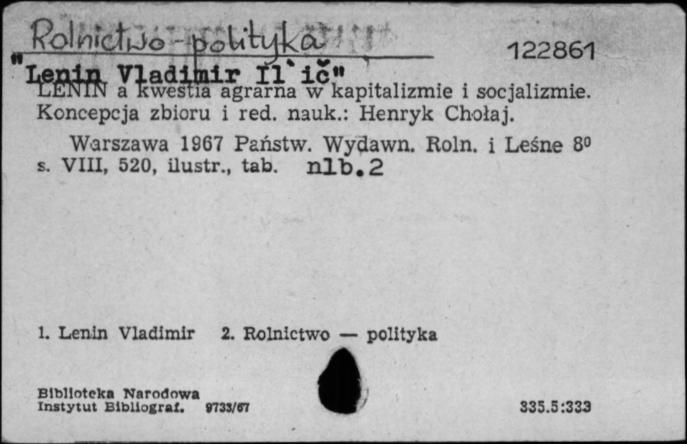 Rolnictwo - polityka
122861
"Lenin Vladimir Il`ič"
LENIN a kwestia agrarna w kapitalizmie i socjalizmie.
Koncepcja zbioru i red. nauk.: Henryk Chołaj.
Warszawa 1967 Państw. Wydawn. Roln. i Leśne 8⁰
s. VIII, 520, ilustr., tab. nlb.2
1. Lenin Vladimir 2. Rolnictwo — polityka
Biblioteka Narodowa
Instytut Bibliograf. 9733/67
335.5:333